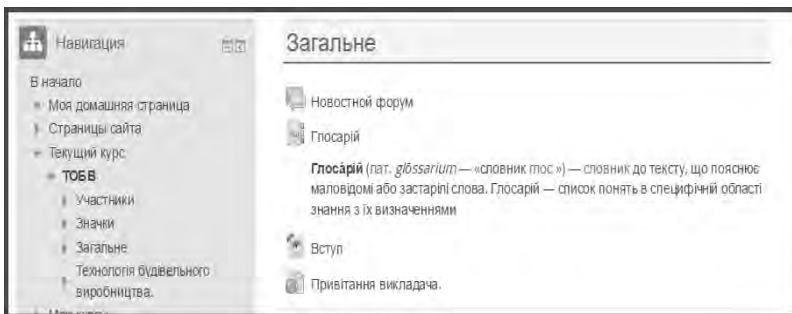 Навигация
В начало
Моя домашняя страница
Страницы сайта
Текущий курс
ТОБВ
Участники
Значки
Загальне
Технологія будівельного
виробництва.
Загальне
Новостной форум
Глосарій
Глоса́рій (лат. glōssarium — «словник глос») — словник до тексту, що пояснює
маловідомі або застарілі слова. Глосарій — список понять в специфічній області
знання з їх визначеннями
Вступ
Привітання викладача.